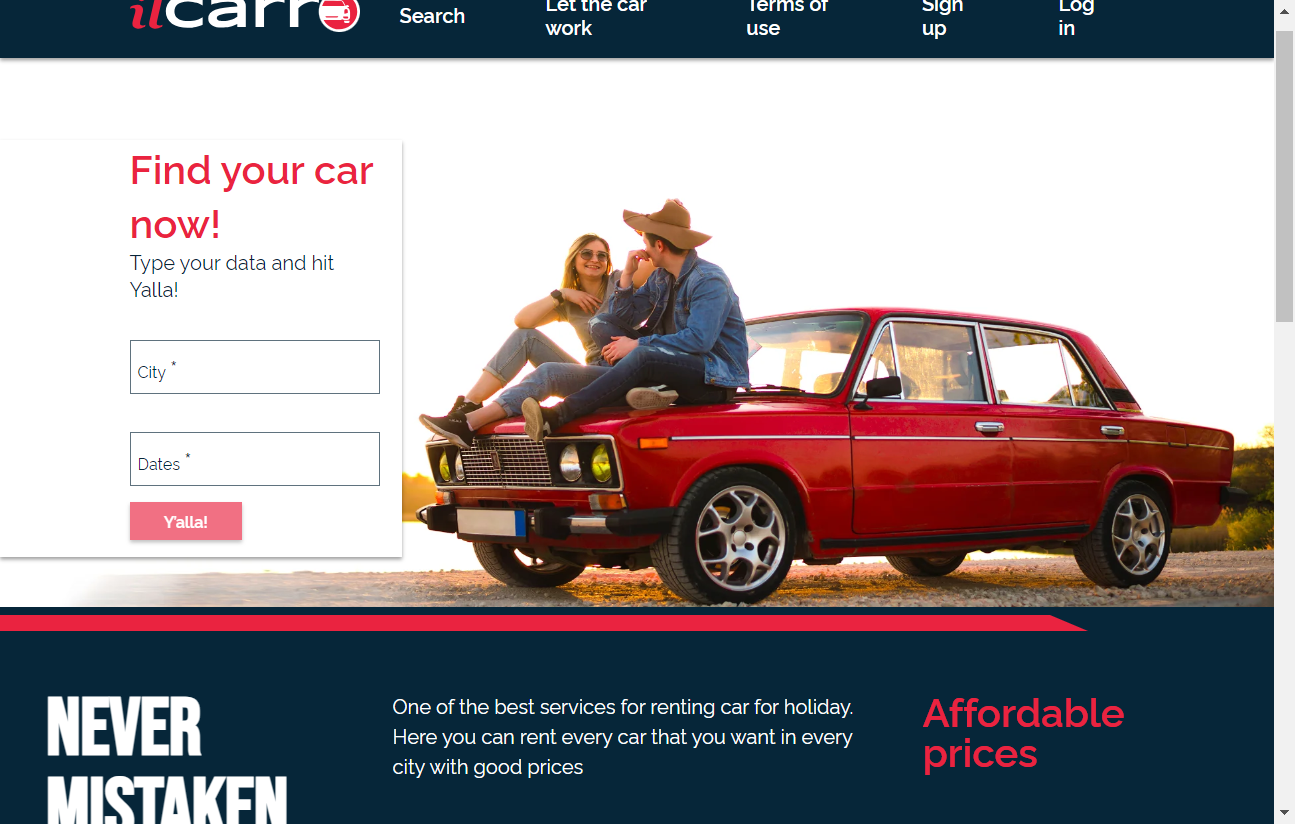 ilcarro
Search
Let the car
work
Terms of
use
Sign
up
Log
in
Find your car
now!
Type your data and hit
Yalla!
City *
Dates *
Y'alla!
NEVER
MISTAKEN
One of the best services for renting car for holiday.
Here you can rent every car that you want in every
city with good prices
Affordable
prices